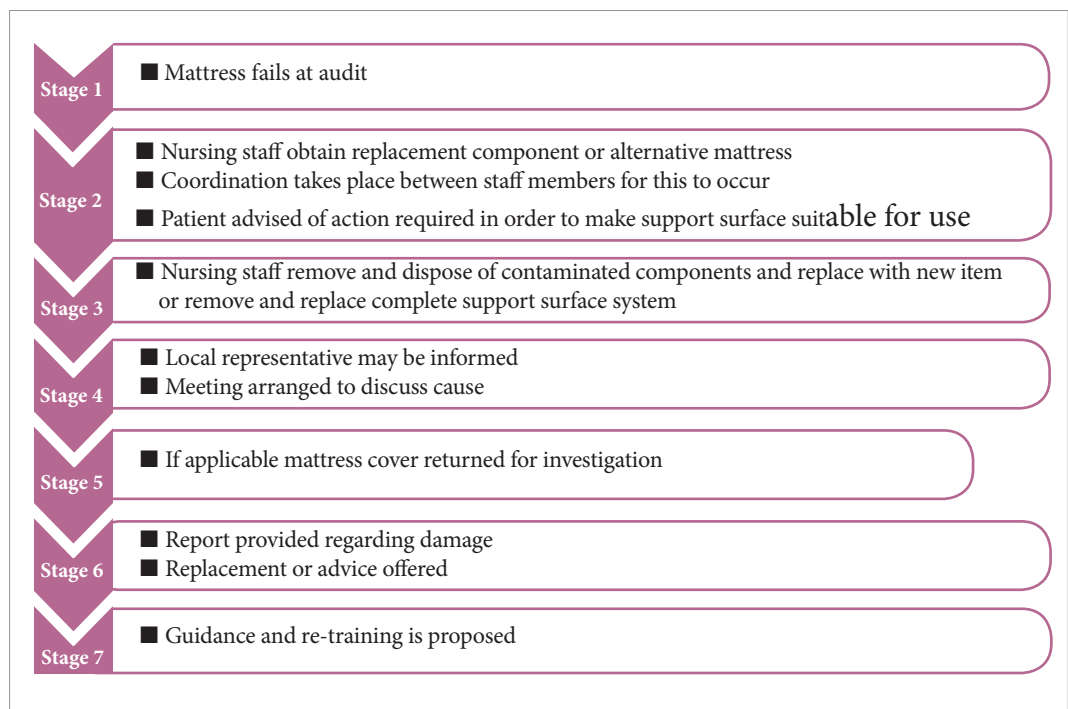 Stage 1
■ Mattress fails at audit
Stage 2
■ Nursing staff obtain replacement component or alternative mattress
■ Coordination takes place between staff members for this to occur
■ Patient advised of action required in order to make support surface suitable for use
Stage 3
■ Nursing staff remove and dispose of contaminated components and replace with new item
or remove and replace complete support surface system
Stage 4
■ Local representative may be informed
■ Meeting arranged to discuss cause
Stage 5
■ If applicable mattress cover returned for investigation
Stage 6
■ Report provided regarding damage
■ Replacement or advice offered
Stage 7
■ Guidance and re-training is proposed